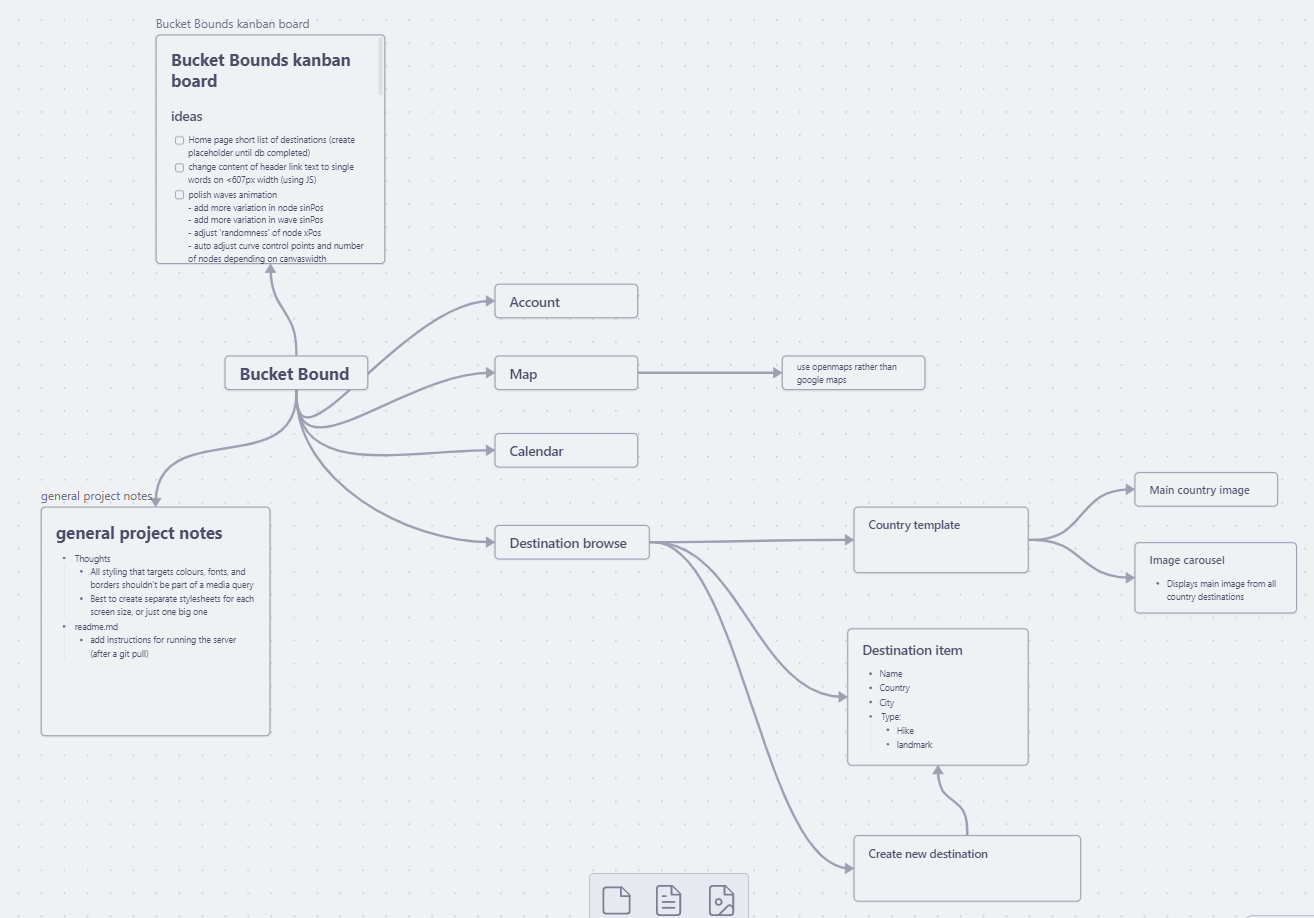 Bucket Bounds kanban board
Bucket Bounds kanban
board
ideas
Home page short list of destinations (create
placeholder until db completed)
change content of header link text to single
words on <607px width (using JS)
polish waves animation
- add more variation in node sinPos
- add more variation in wave sinPos
- adjust 'randomness' of node xPos
- auto adjust curve control points and number
of nodes depending on canvaswidth
Account
Bucket Bound
Map
use openmaps rather than
google maps
Calendar
general project notes
general project notes
• Thoughts
• All styling that targets colours, fonts, and
borders shouldn't be part of a media query
• Best to create separate stylesheets for each
screen size, or just one big one
• readme.md
• add instructions for running the server
(after a git pull)
Destination browse
Country template
Main country image
Image carousel
• Displays main image from all
country destinations
Destination item
• Name
• Country
• City
• Type:
• Hike
• landmark
Create new destination